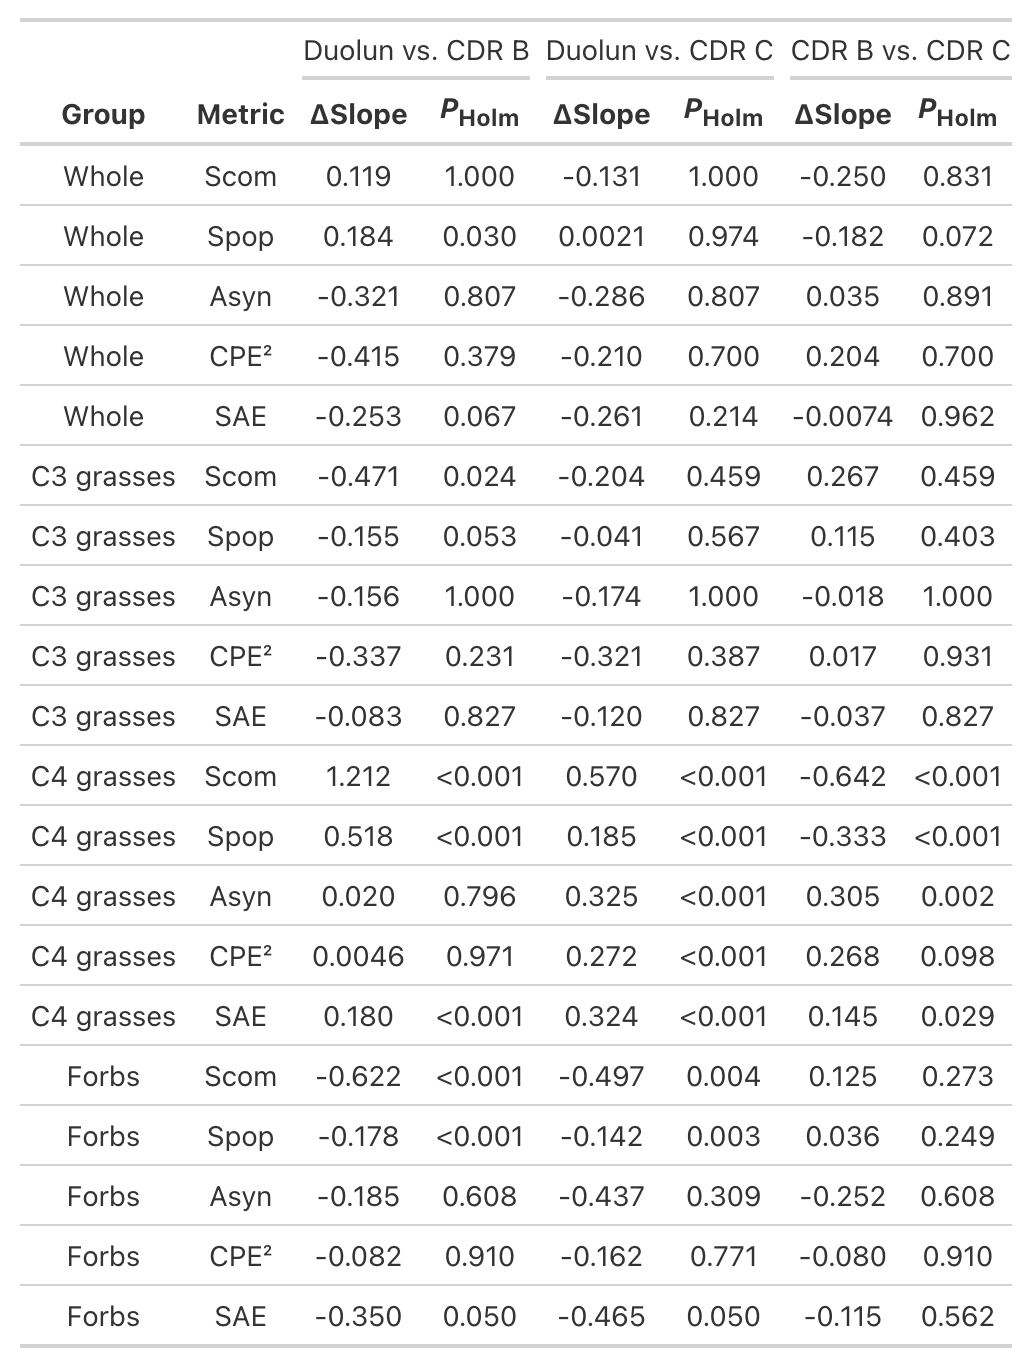 Duolun vs. CDR B Duolun vs. CDR C CDR B vs. CDR C
Group Metric ΔSlope P_Holm ΔSlope P_Holm ΔSlope P_Holm
Whole Scom 0.119 1.000 -0.131 1.000 -0.250 0.831
Whole Spop 0.184 0.030 0.0021 0.974 -0.182 0.072
Whole Asyn -0.321 0.807 -0.286 0.807 0.035 0.891
Whole CPE² -0.415 0.379 -0.210 0.700 0.204 0.700
Whole SAE -0.253 0.067 -0.261 0.214 -0.0074 0.962
C3 grasses Scom -0.471 0.024 -0.204 0.459 0.267 0.459
C3 grasses Spop -0.155 0.053 -0.041 0.567 0.115 0.403
C3 grasses Asyn -0.156 1.000 -0.174 1.000 -0.018 1.000
C3 grasses CPE² -0.337 0.231 -0.321 0.387 0.017 0.931
C3 grasses SAE -0.083 0.827 -0.120 0.827 -0.037 0.827
C4 grasses Scom 1.212 <0.001 0.570 <0.001 -0.642 <0.001
C4 grasses Spop 0.518 <0.001 0.185 <0.001 -0.333 <0.001
C4 grasses Asyn 0.020 0.796 0.325 <0.001 0.305 0.002
C4 grasses CPE² 0.0046 0.971 0.272 <0.001 0.268 0.098
C4 grasses SAE 0.180 <0.001 0.324 <0.001 0.145 0.029
Forbs Scom -0.622 <0.001 -0.497 0.004 0.125 0.273
Forbs Spop -0.178 <0.001 -0.142 0.003 0.036 0.249
Forbs Asyn -0.185 0.608 -0.437 0.309 -0.252 0.608
Forbs CPE² -0.082 0.910 -0.162 0.771 -0.080 0.910
Forbs SAE -0.350 0.050 -0.465 0.050 -0.115 0.562